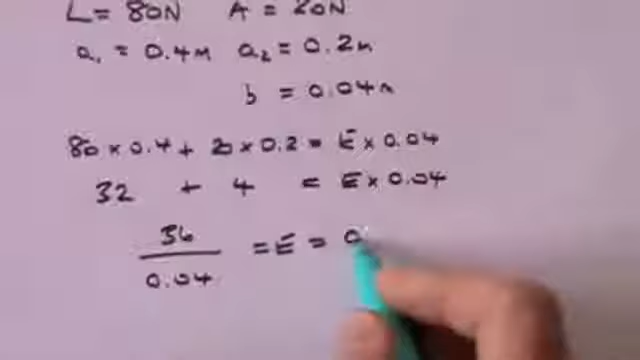 L = 80N A = 20N
a₁ = 0.4m a₂ = 0.2m
b = 0.04m
80 × 0.4 + 20 × 0.2 = E × 0.04
32 + 4 = E × 0.04
36
0.04
= E = 9